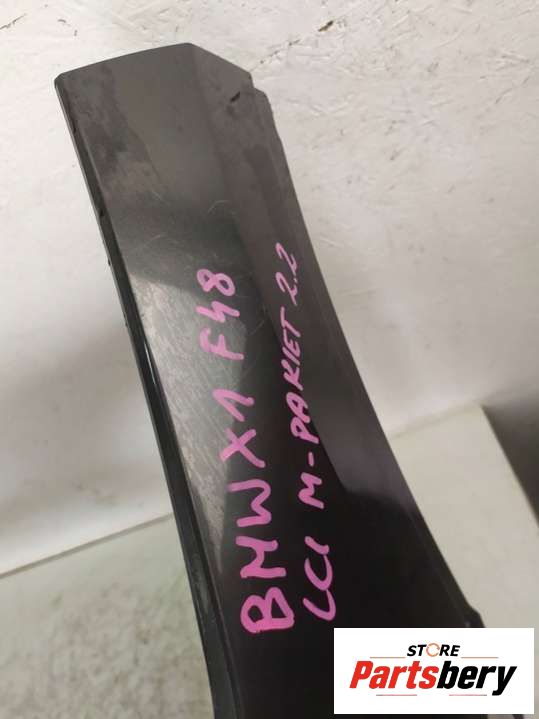 BMW X1 F48
LCI M-PAKIET 2.2
STORE
Partsbery